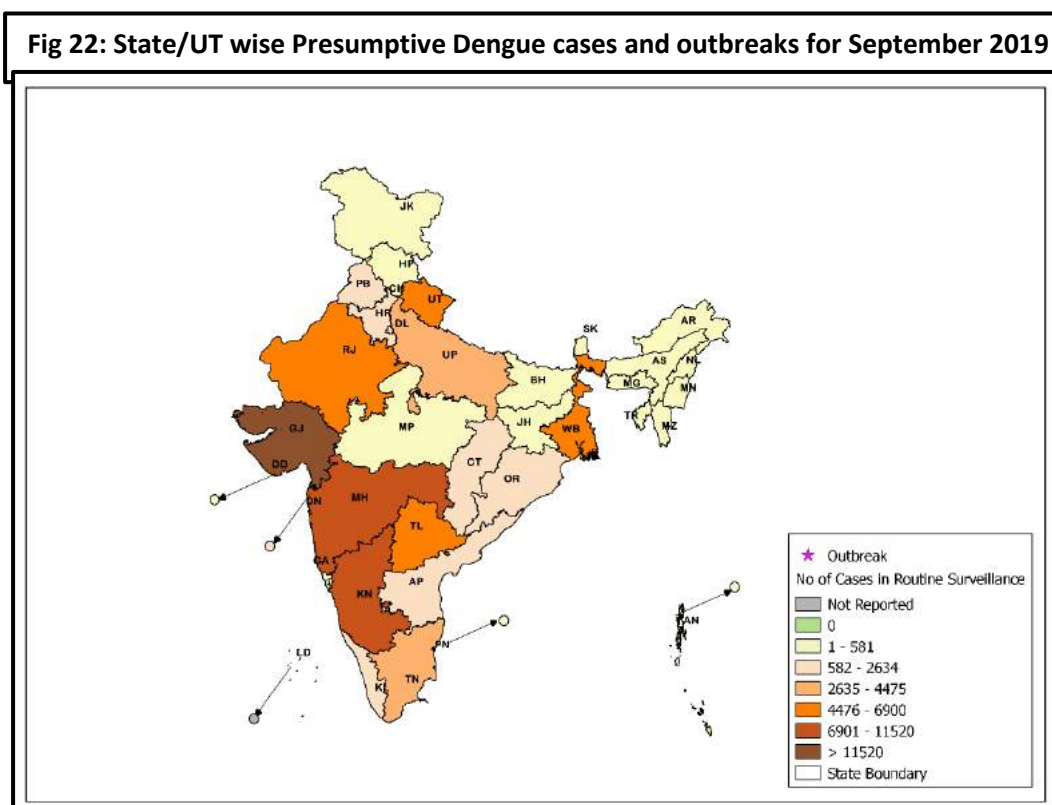 Fig 22: State/UT wise Presumptive Dengue cases and outbreaks for September 2019
JK
HP
CH
PB
UT
HR
DL
RJ
UP
SK
AR
AS
NL
BH
MG
MN
TR
MZ
MP
JH
WB
GJ
CT
DD
OR
DN
MH
TL
GA
AP
KN
AN
PN
LD
TN
KL
Outbreak
No of Cases in Routine Surveillance
Not Reported
0
1 - 581
582 - 2634
2635 - 4475
4476 - 6900
6901 - 11520
> 11520
State Boundary